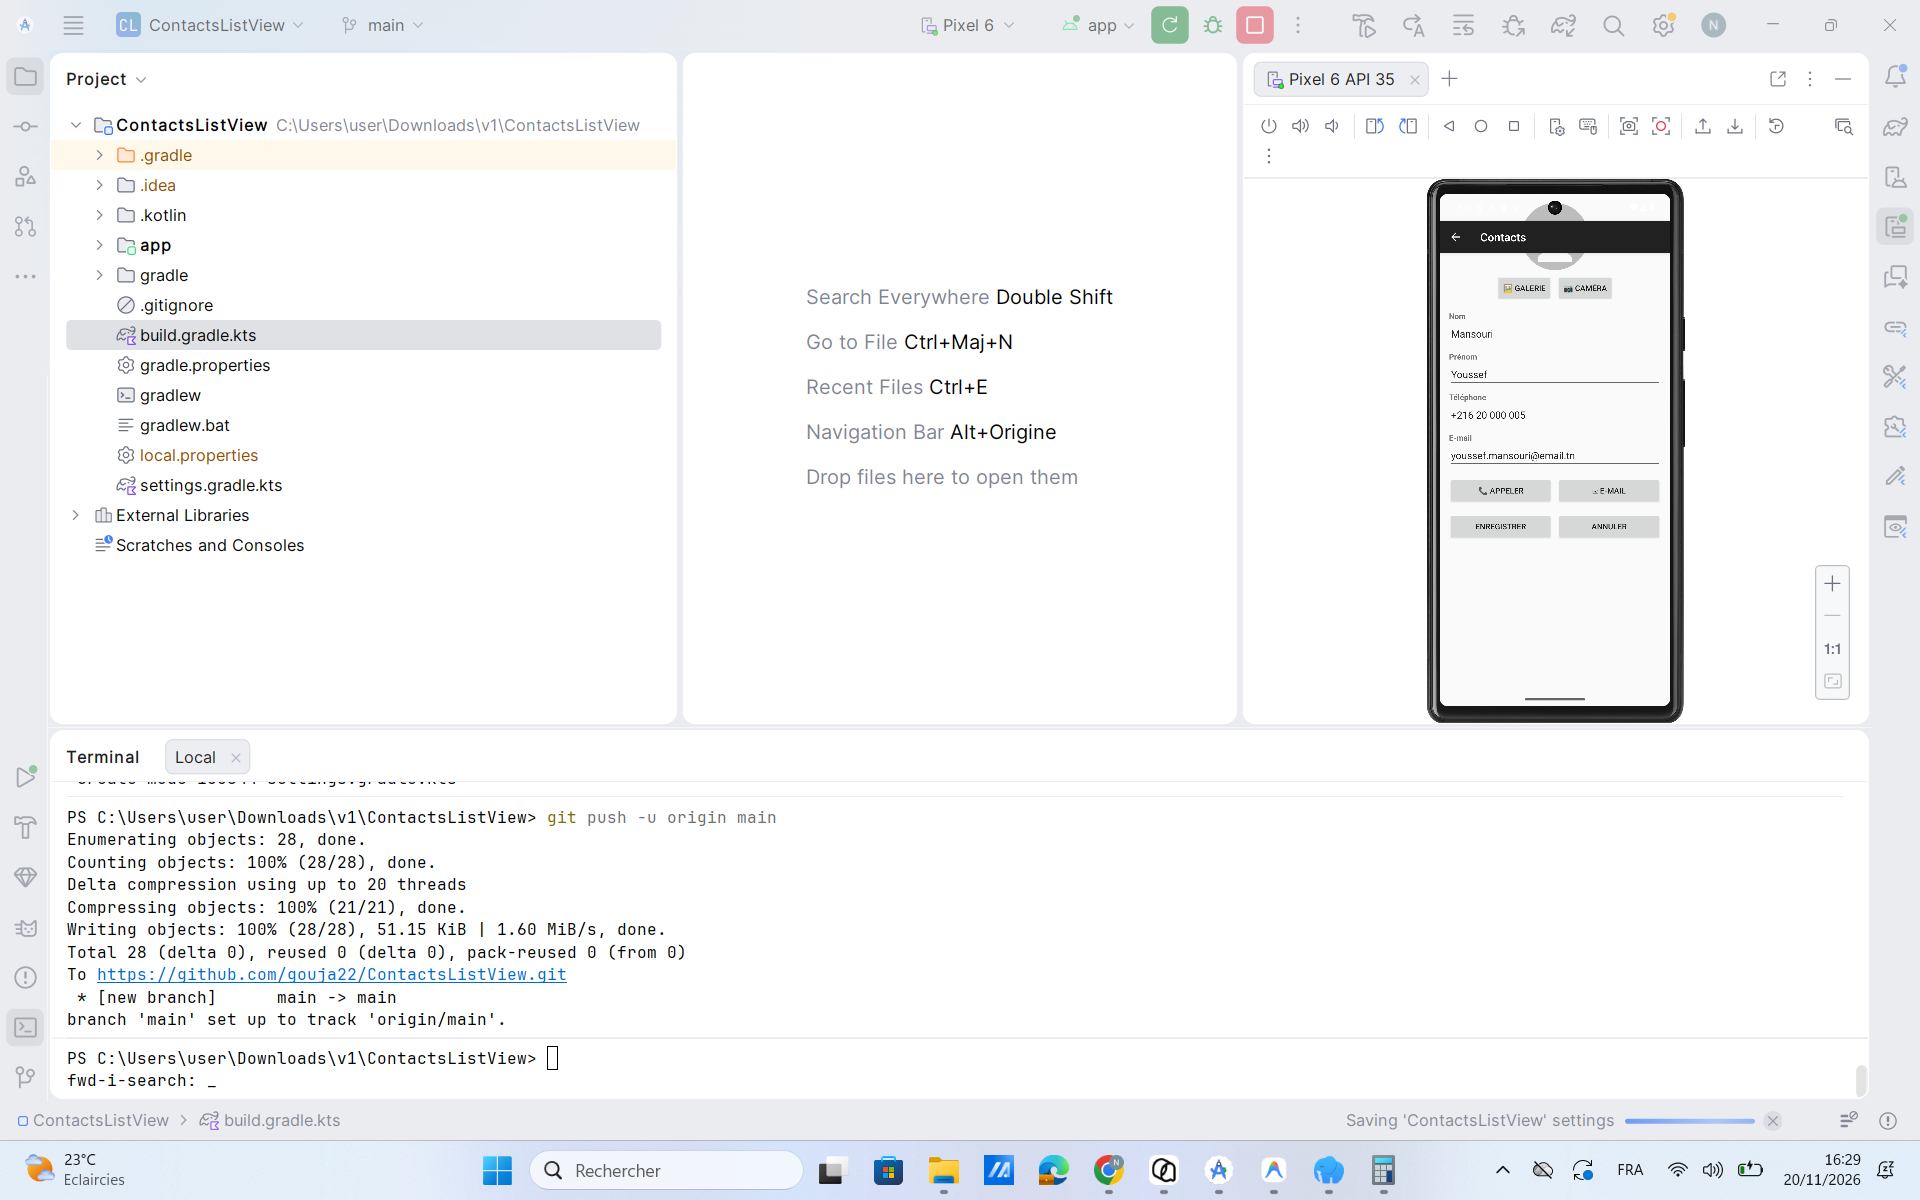 CL ContactsListView main Pixel 6 app N
Project
ContactsListView C:\Users\user\Downloads\v1\ContactsListView
.gradle
.idea
.kotlin
app
gradle
.gitignore
build.gradle.kts
gradle.properties
gradlew
gradlew.bat
local.properties
settings.gradle.kts
External Libraries
Scratches and Consoles
Search Everywhere Double Shift
Go to File Ctrl+Maj+N
Recent Files Ctrl+E
Navigation Bar Alt+Origine
Drop files here to open them
Pixel 6 API 35
Contacts
GALERIE CAMÉRA
Nom
Mansouri
Prénom
Youssef
Téléphone
+216 20 000 005
E-mail
youssef.mansouri@email.tn
APPELER E-MAIL
ENREGISTRER ANNULER
1:1
Terminal Local
create mode 100644 settings.gradle.kts
PS C:\Users\user\Downloads\v1\ContactsListView> git push -u origin main
Enumerating objects: 28, done.
Counting objects: 100% (28/28), done.
Delta compression using up to 20 threads
Compressing objects: 100% (21/21), done.
Writing objects: 100% (28/28), 51.15 KiB | 1.60 MiB/s, done.
Total 28 (delta 0), reused 0 (delta 0), pack-reused 0 (from 0)
To https://github.com/gouja22/ContactsListView.git
* [new branch] main -> main
branch 'main' set up to track 'origin/main'.
PS C:\Users\user\Downloads\v1\ContactsListView>
fwd-i-search: _
ContactsListView > build.gradle.kts
Saving 'ContactsListView' settings
23°C
Eclaircies
Rechercher
FRA
16:29
20/11/2026